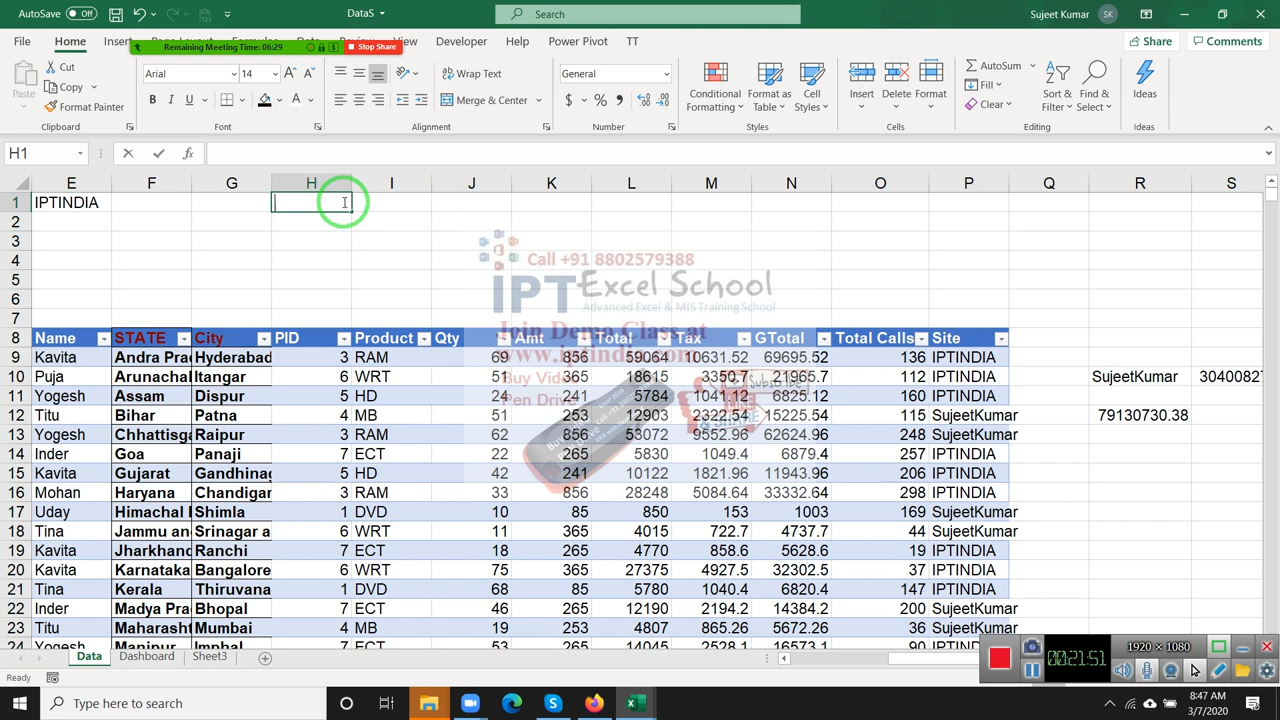 AutoSave Off DataS Search Sujeet Kumar SK
File Home Insert Remaining Meeting Time: 06:29 Stop Share View Developer Help Power Pivot TT Share Comments
Paste Cut Copy Format Painter Clipboard
Arial 14 B I U A Font
Wrap Text Merge & Center Alignment
General $ % Number
Conditional Formatting Format as Table Cell Styles Styles
Insert Delete Format Cells
AutoSum Fill Clear Sort & Filter Find & Select Editing
Ideas Ideas
H1 fx
E F G H I J K L M N O P Q R S
1 IPTINDIA
2
3
4 Call +91 8802579388
5 IPT Excel School
6 Advanced Excel & MIS Training School
7 Join Demo Class at
www.iptindia.com
Buy Video
Pen Drive
8 Name STATE City PID Product Qty Amt Total Tax GTotal Total Calls Site
9 Kavita Andra Pra Hyderabad 3 RAM 69 856 59064 10631.52 69695.52 136 IPTINDIA
10 Puja Arunachal Itangar 6 WRT 51 365 18615 3350.7 21965.7 112 IPTINDIA SujeetKumar 3040082
11 Yogesh Assam Dispur 5 HD 24 241 5784 1041.12 6825.12 160 IPTINDIA
12 Titu Bihar Patna 4 MB 51 253 12903 2322.54 15225.54 115 SujeetKumar 79130730.38
13 Yogesh Chhattisga Raipur 3 RAM 62 856 53072 9552.96 62624.96 248 SujeetKumar
14 Inder Goa Panaji 7 ECT 22 265 5830 1049.4 6879.4 257 IPTINDIA
15 Kavita Gujarat Gandhinag 5 HD 42 241 10122 1821.96 11943.96 206 IPTINDIA
16 Mohan Haryana Chandigar 3 RAM 33 856 28248 5084.64 33332.64 298 IPTINDIA
17 Uday Himachal Shimla 1 DVD 10 85 850 153 1003 169 SujeetKumar
18 Tina Jammu an Srinagar a 6 WRT 11 365 4015 722.7 4737.7 44 SujeetKumar
19 Kavita Jharkhand Ranchi 7 ECT 18 265 4770 858.6 5628.6 19 IPTINDIA
20 Kavita Karnataka Bangalore 6 WRT 75 365 27375 4927.5 32302.5 37 IPTINDIA
21 Tina Kerala Thiruvana 1 DVD 68 85 5780 1040.4 6820.4 147 IPTINDIA
22 Inder Madya Pra Bhopal 7 ECT 46 265 12190 2194.2 14384.2 200 SujeetKumar
23 Titu Maharasht Mumbai 4 MB 19 253 4807 865.26 5672.26 36 SujeetKumar
24 Yogesh Manipur Imphal 7 ECT 53 265 14045 2528.1 16573.1 90 SujeetKumar
Data Dashboard Sheet3
1920 × 1080
00:21:51
Ready
Type here to search
8:47 AM
3/7/2020